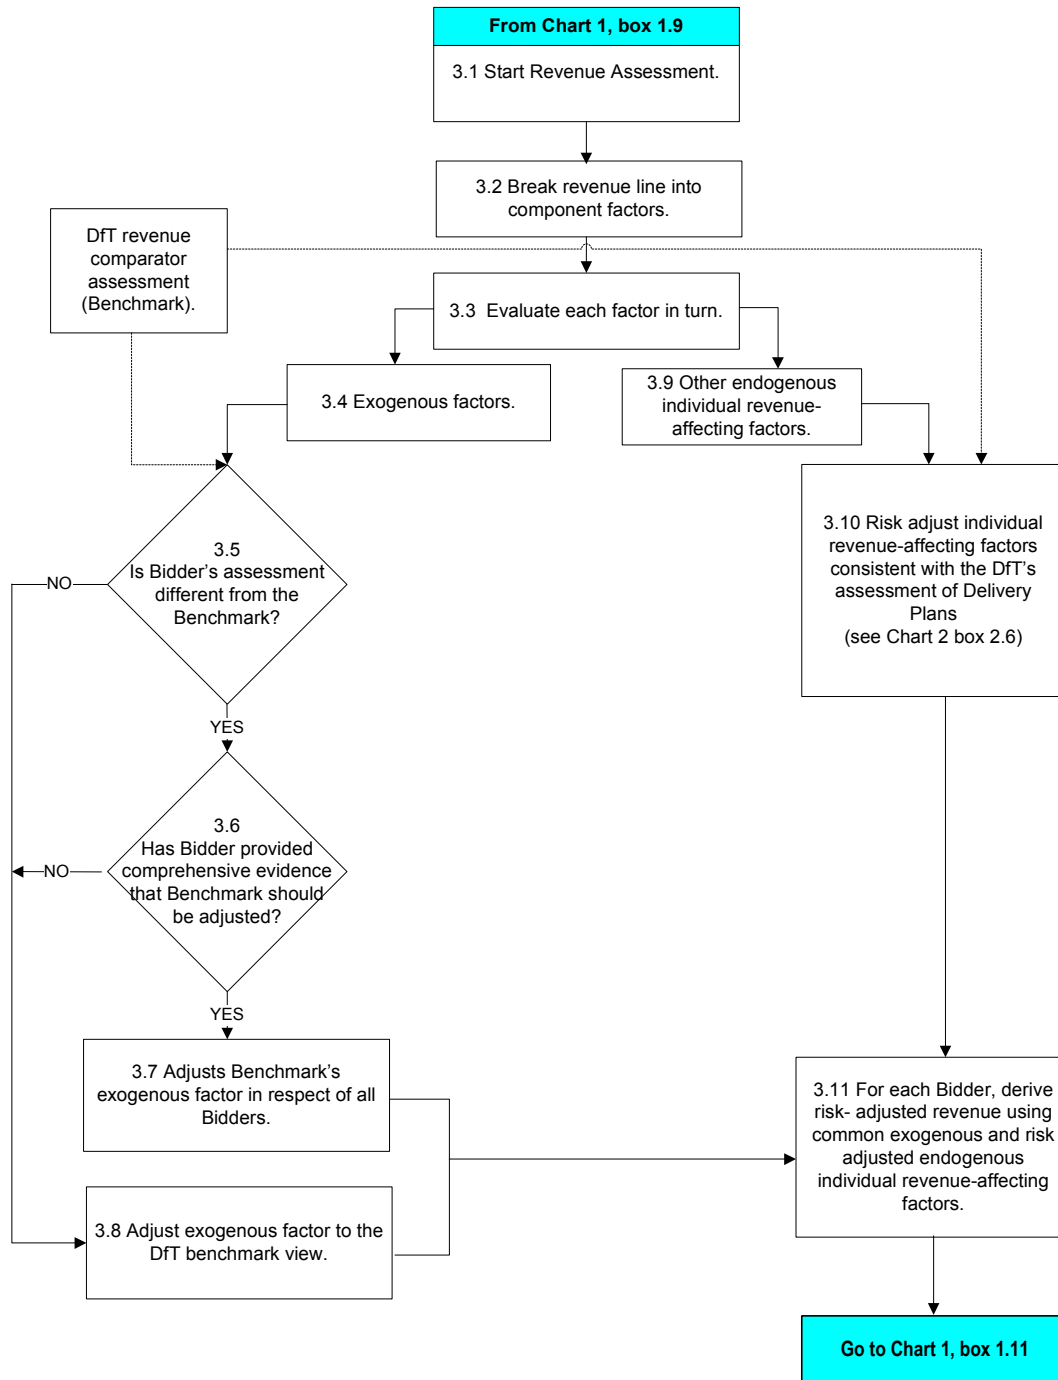 From Chart 1, box 1.9
3.1 Start Revenue Assessment.
3.2 Break revenue line into
component factors.
DfT revenue
comparator
assessment
(Benchmark).
3.3  Evaluate each factor in turn.
3.4 Exogenous factors.
3.9 Other endogenous
individual revenue-
affecting factors.
3.5
Is Bidder's assessment
different from the
Benchmark?
NO
YES
3.10 Risk adjust individual
revenue-affecting factors
consistent with the DfT's
assessment of Delivery
Plans
(see Chart 2 box 2.6)
3.6
Has Bidder provided
comprehensive evidence
that Benchmark should
be adjusted?
NO
YES
3.7 Adjusts Benchmark's
exogenous factor in respect of all
Bidders.
3.8 Adjust exogenous factor to the
DfT benchmark view.
3.11 For each Bidder, derive
risk- adjusted revenue using
common exogenous and risk
adjusted endogenous
individual revenue-affecting
factors.
Go to Chart 1, box 1.11